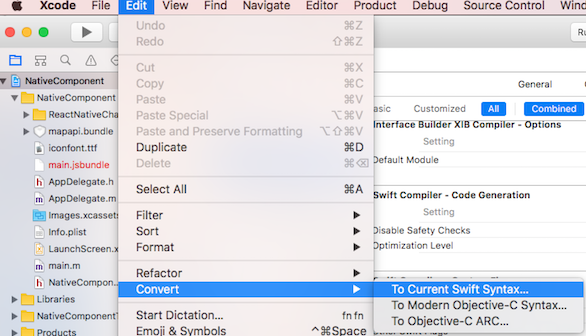 Xcode File Edit View Find Navigate Editor Product Debug Source Control
NativeComponent
NativeComponent
ReactNativeCha
mapapi.bundle
iconfont.ttf
main.jsbundle
AppDelegate.h
AppDelegate.m
Images.xcassets
Info.plist
LaunchScreen.x
main.m
NativeCompon..
Libraries
NativeComponentT
Products
Undo ⌘Z
Redo ⇧⌘Z
Cut ⌘X
Copy ⌘C
Paste ⌘V
Paste Special ⌥⌘V
Paste and Preserve Formatting ⌥⇧⌘V
Duplicate ⌘D
Delete ⌘⌫
Select All ⌘A
Filter ▶
Sort ▶
Format ▶
Refactor ▶
Convert ▶
Start Dictation... fn fn
Emoji & Symbols ^⌘Space
To Current Swift Syntax...
To Modern Objective-C Syntax...
To Objective-C ARC...
General
Customized All Combined
Interface Builder XIB Compiler - Options
Setting
Default Module
Swift Compiler - Code Generation
Setting
Disable Safety Checks
Optimization Level